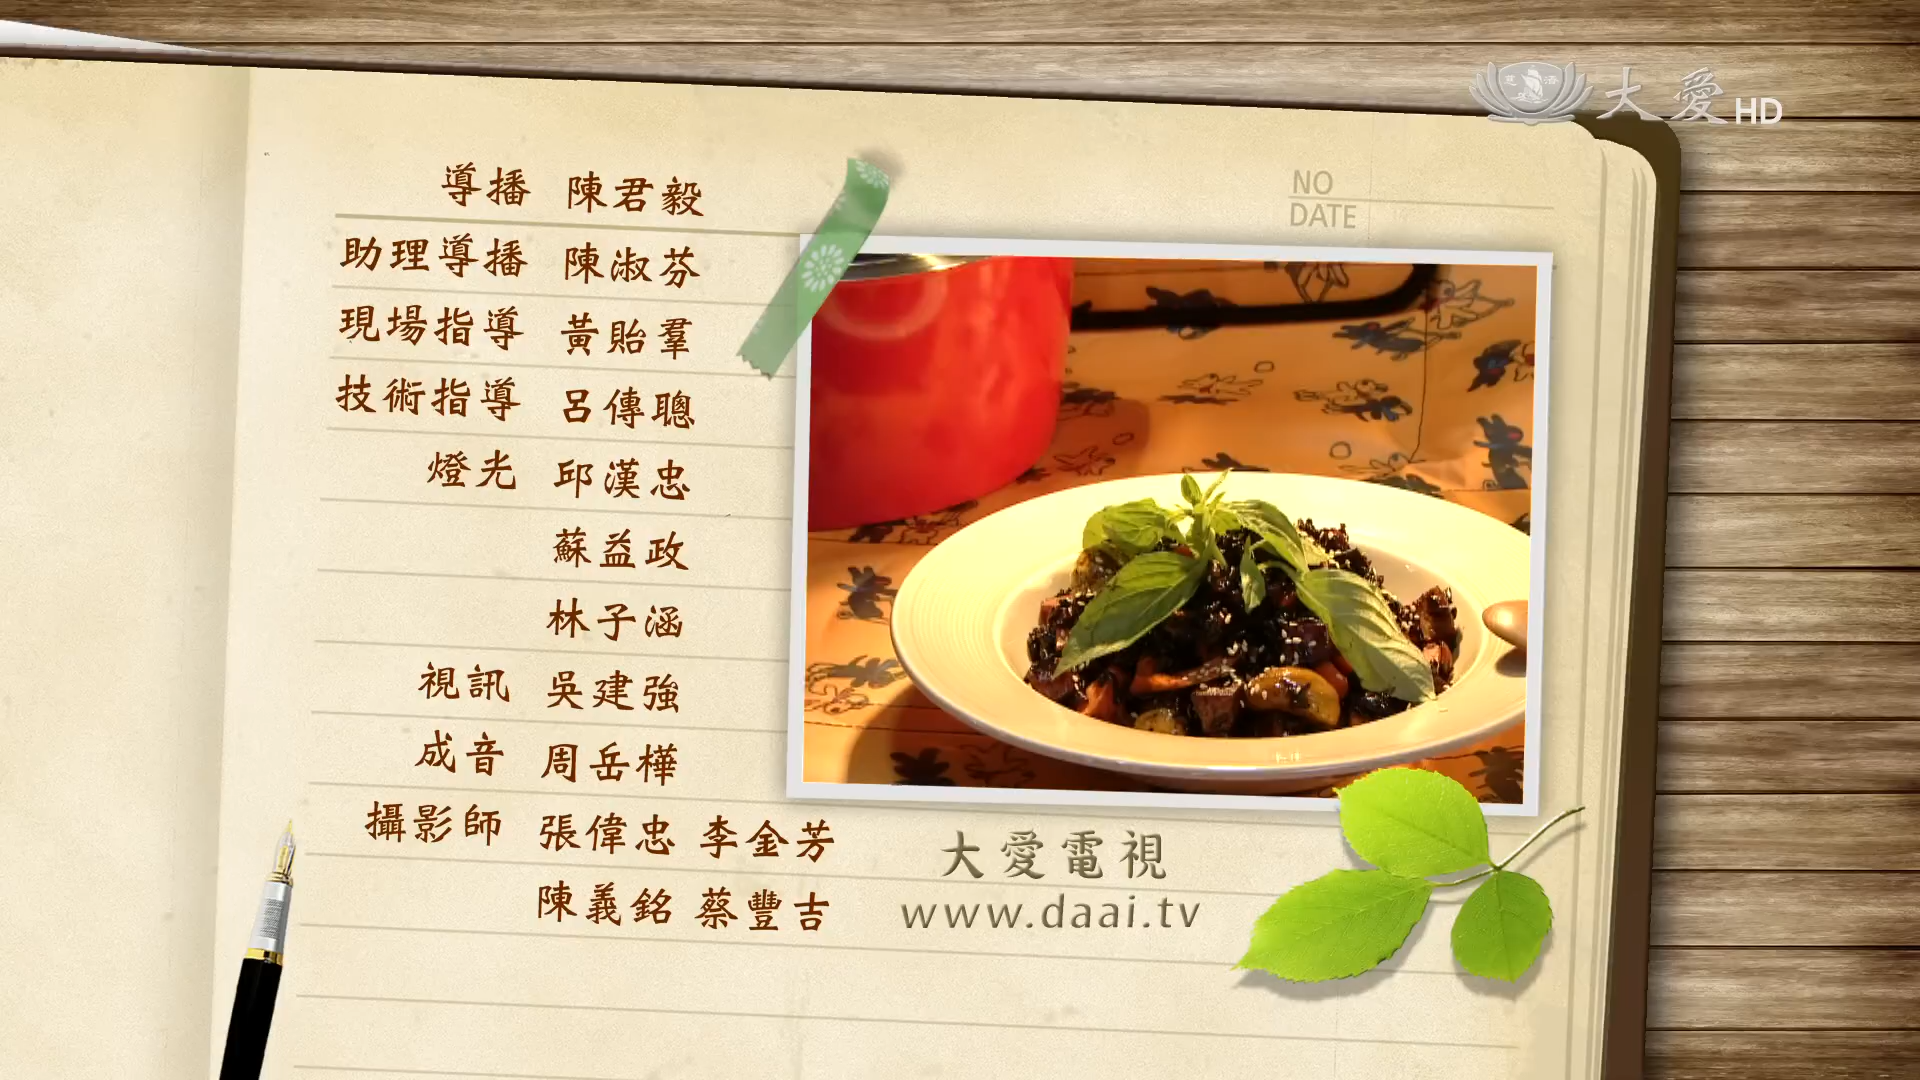 大愛HD
NO
DATE
導播 陳君毅
助理導播 陳淑芬
現場指導 黃貽羣
技術指導 呂傳聰
燈光 邱漢忠
蘇益政
林子涵
視訊 吳建強
成音 周岳樺
攝影師 張偉忠 李金芳
陳義銘 蔡豐吉
大愛電視
www.daai.tv